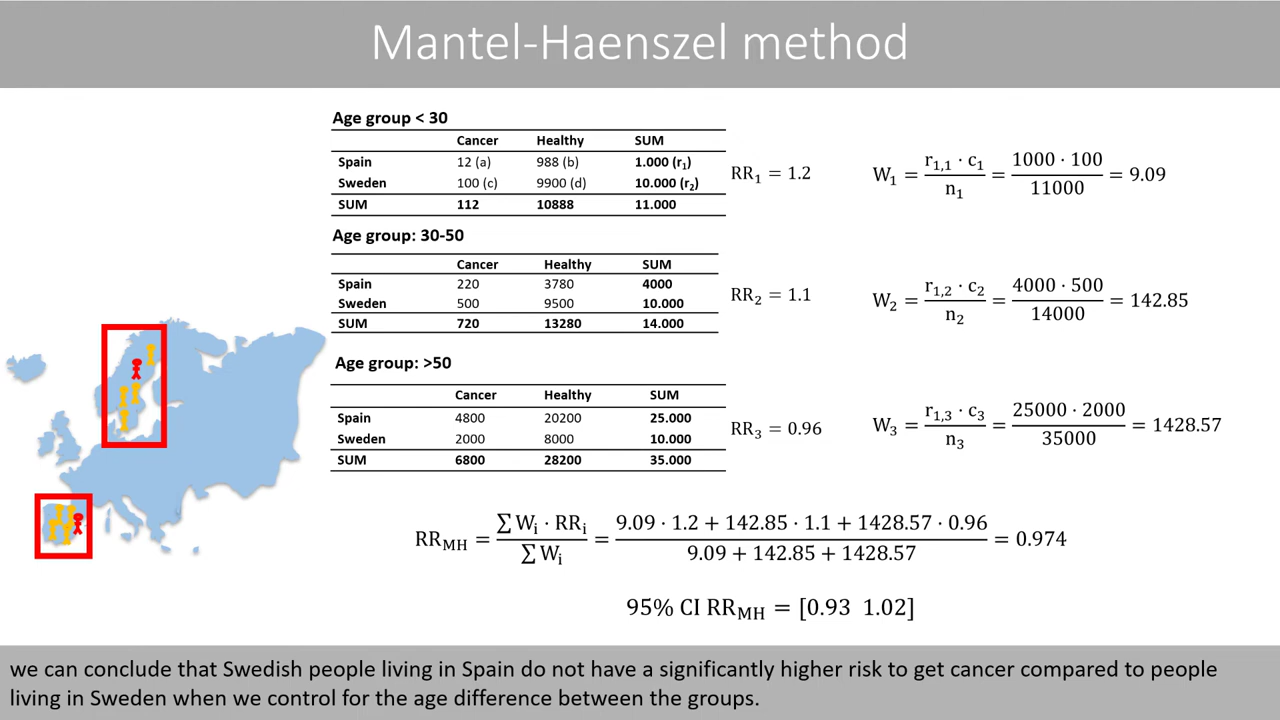 Mantel-Haenszel method
Age group < 30
Cancer Healthy SUM
Spain 12 (a) 988 (b) 1.000 (r₁)
Sweden 100 (c) 9900 (d) 10.000 (r₂)
SUM 112 10888 11.000
RR₁ = 1.2
W₁ = r₁,₁ · c₁ / n₁ = 1000 · 100 / 11000 = 9.09
Age group: 30-50
Cancer Healthy SUM
Spain 220 3780 4000
Sweden 500 9500 10.000
SUM 720 13280 14.000
RR₂ = 1.1
W₂ = r₁,₂ · c₂ / n₂ = 4000 · 500 / 14000 = 142.85
Age group: >50
Cancer Healthy SUM
Spain 4800 20200 25.000
Sweden 2000 8000 10.000
SUM 6800 28200 35.000
RR₃ = 0.96
W₃ = r₁,₃ · c₃ / n₃ = 25000 · 2000 / 35000 = 1428.57
RR_MH = ∑ Wᵢ · RRᵢ / ∑ Wᵢ = 9.09 · 1.2 + 142.85 · 1.1 + 1428.57 · 0.96 / 9.09 + 142.85 + 1428.57 = 0.974
95% CI RR_MH = [0.93 1.02]
we can conclude that Swedish people living in Spain do not have a significantly higher risk to get cancer compared to people
living in Sweden when we control for the age difference between the groups.